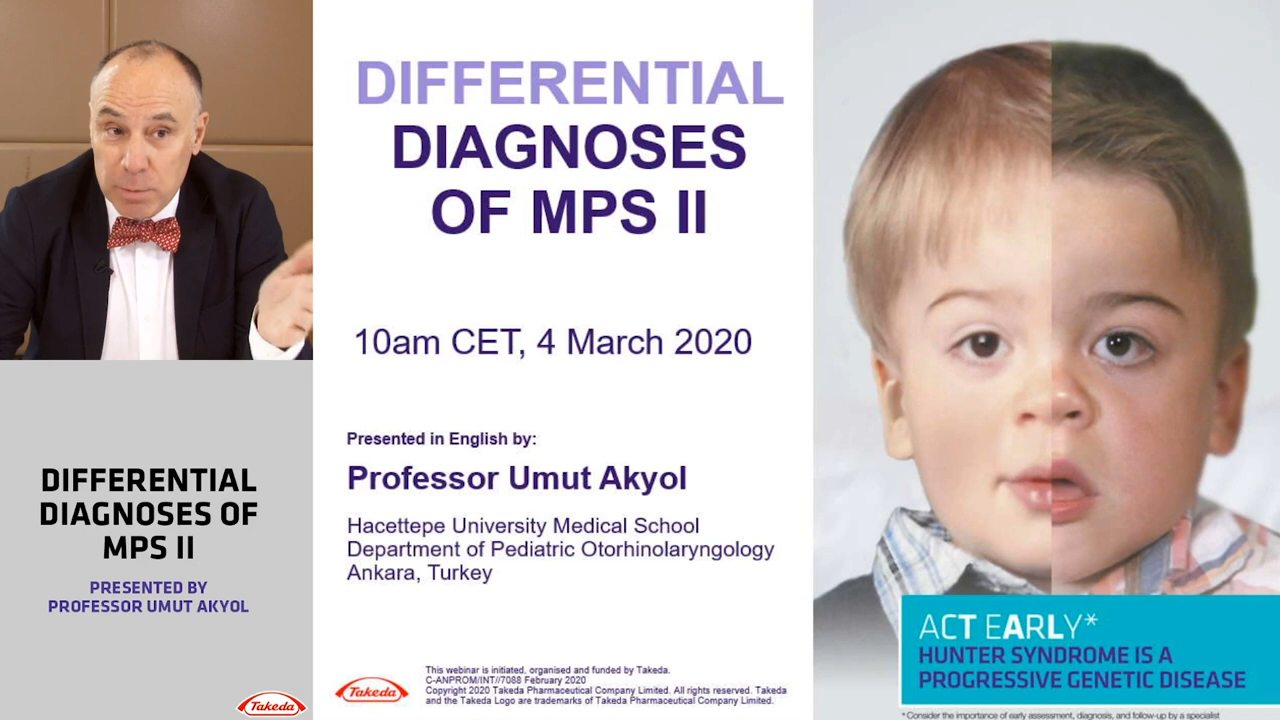 DIFFERENTIAL
DIAGNOSES OF
MPS II
PRESENTED BY
PROFESSOR UMUT AKYOL
Takeda
DIFFERENTIAL
DIAGNOSES
OF MPS II
10am CET, 4 March 2020
Presented in English by:
Professor Umut Akyol
Hacettepe University Medical School
Department of Pediatric Otorhinolaryngology
Ankara, Turkey
Takeda
This webinar is initiated, organised and funded by Takeda.
C-ANPROM/INT//7088 February 2020
Copyright 2020 Takeda Pharmaceutical Company Limited. All rights reserved. Takeda
and the Takeda Logo are trademarks of Takeda Pharmaceutical Company Limited.
ACT EARLY*
HUNTER SYNDROME IS A
PROGRESSIVE GENETIC DISEASE
*Consider the importance of early assessment, diagnosis, and follow-up by a specialist